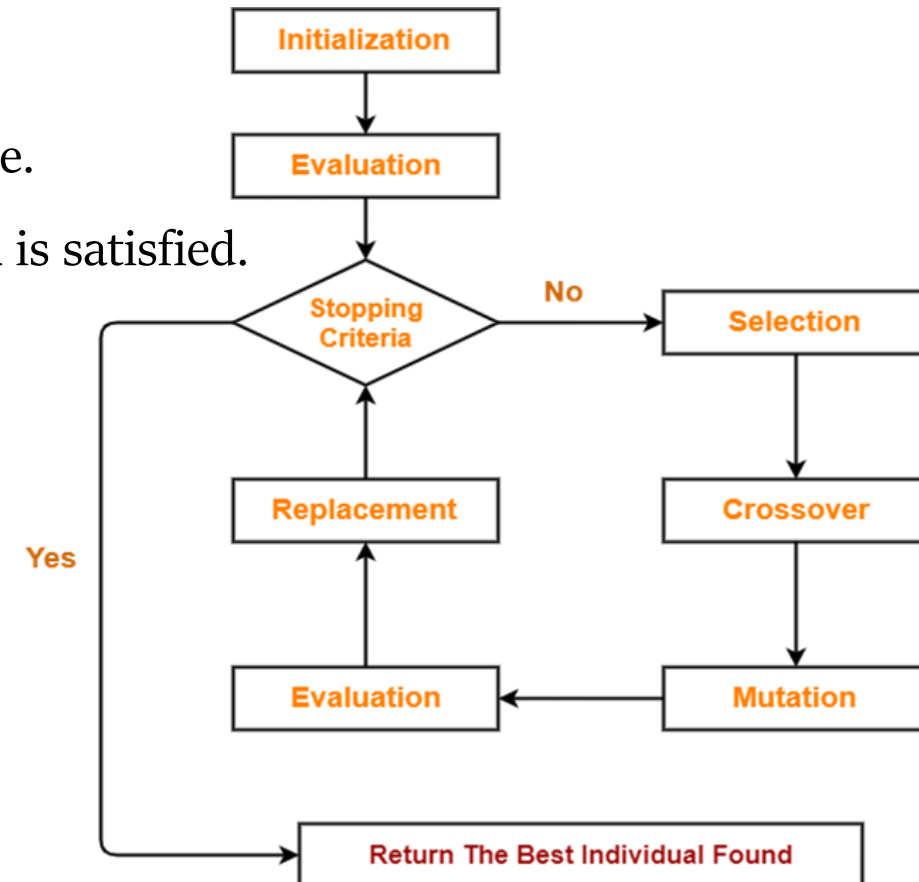 Initialization
e.
Evaluation
is satisfied.
Stopping
Criteria
No
Selection
Replacement
Crossover
Yes
Evaluation
Mutation
Return The Best Individual Found